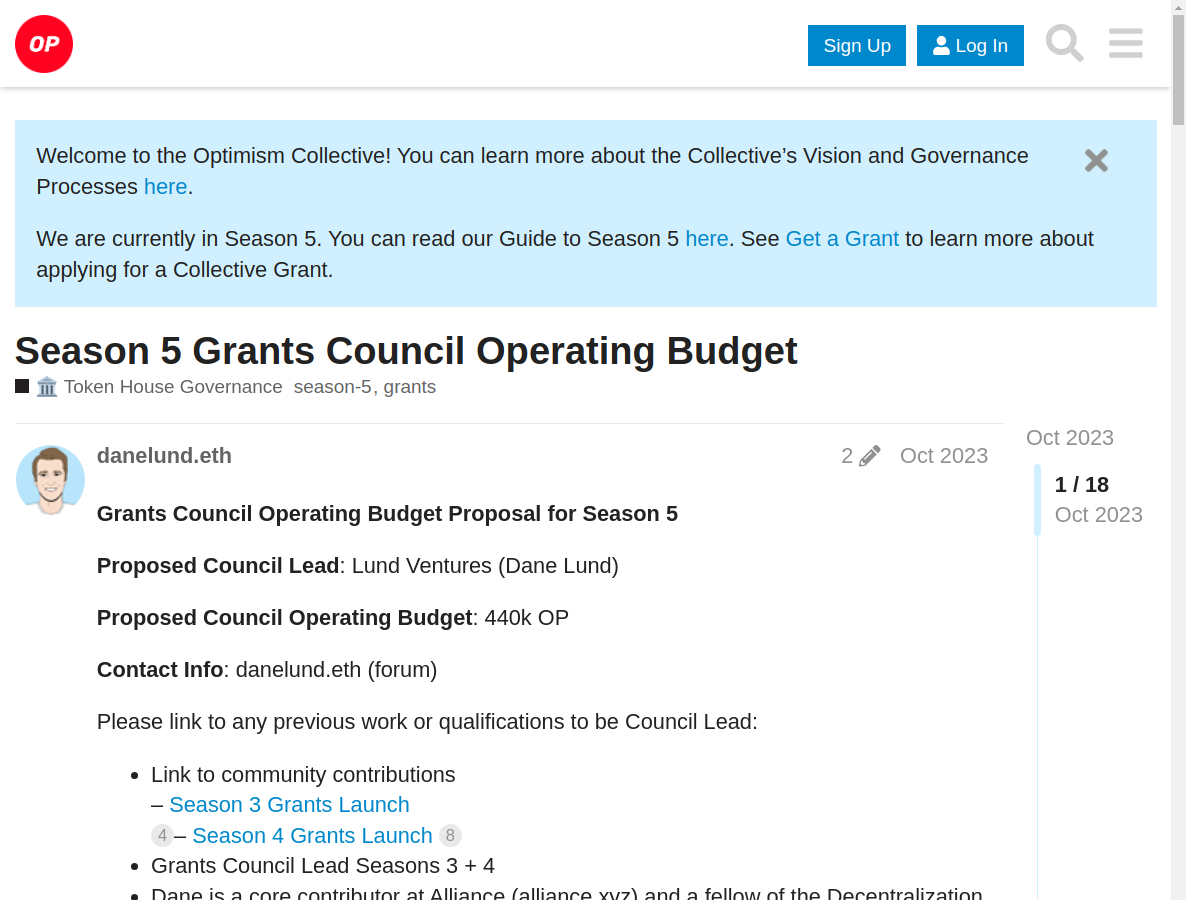 OP
Sign Up
Log In
Welcome to the Optimism Collective! You can learn more about the Collective’s Vision and Governance
Processes here.
We are currently in Season 5. You can read our Guide to Season 5 here. See Get a Grant to learn more about
applying for a Collective Grant.
Season 5 Grants Council Operating Budget
Token House Governance season-5, grants
danelund.eth
2
Oct 2023
Grants Council Operating Budget Proposal for Season 5
Proposed Council Lead: Lund Ventures (Dane Lund)
Proposed Council Operating Budget: 440k OP
Contact Info: danelund.eth (forum)
Please link to any previous work or qualifications to be Council Lead:
• Link to community contributions
– Season 3 Grants Launch
4 – Season 4 Grants Launch 8
• Grants Council Lead Seasons 3 + 4
• Dane is a core contributor at Alliance (alliance.xyz) and a fellow of the Decentralization
Oct 2023
1 / 18
Oct 2023